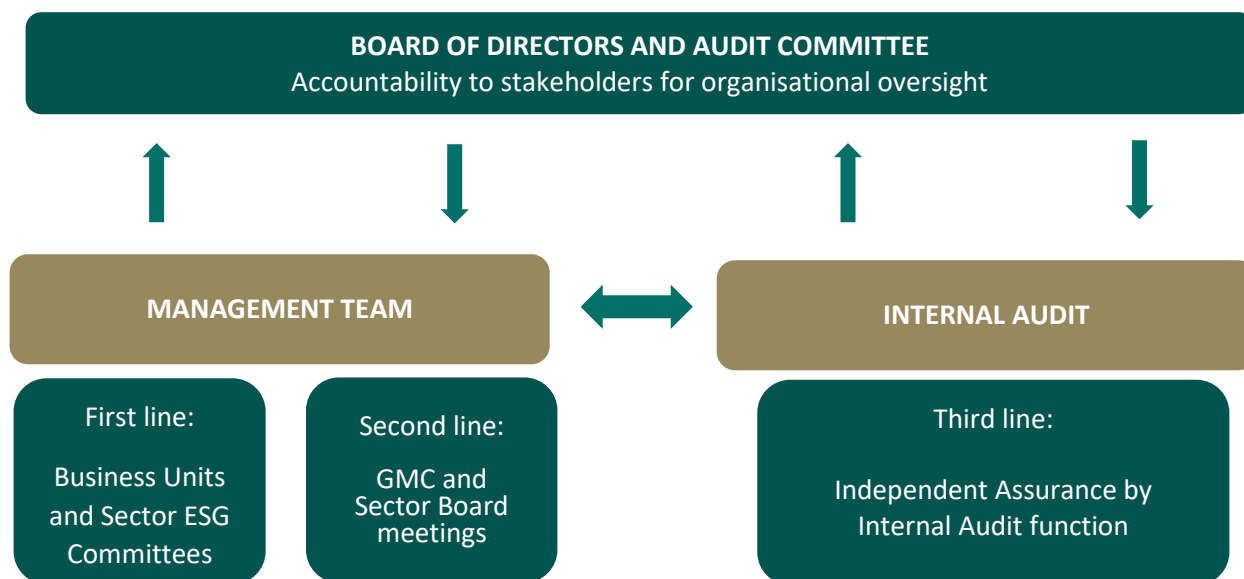 BOARD OF DIRECTORS AND AUDIT COMMITTEE
Accountability to stakeholders for organisational oversight
MANAGEMENT TEAM
INTERNAL AUDIT
First line:
Business Units
and Sector ESG
Committees
Second line:
GMC and
Sector Board
meetings
Third line:
Independent Assurance by
Internal Audit function